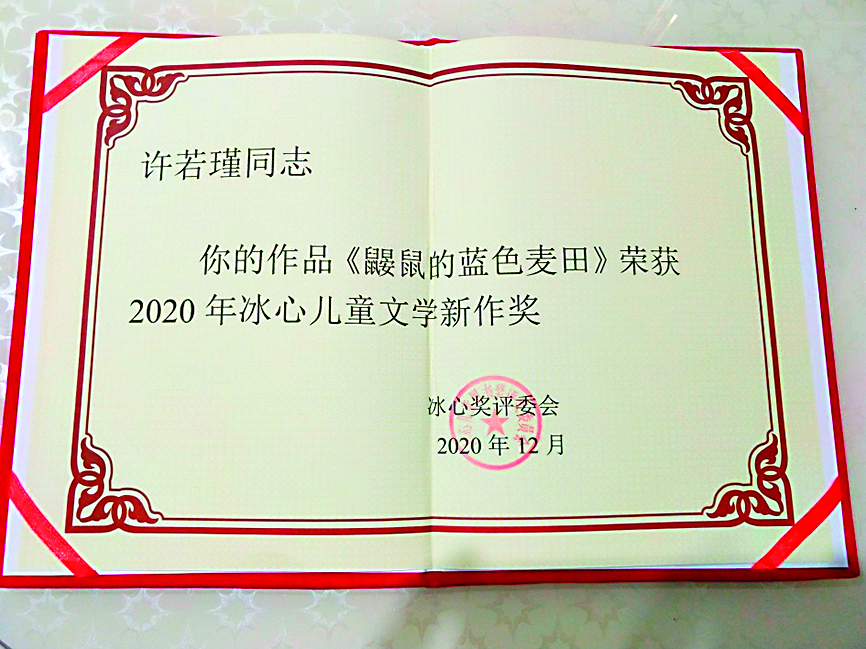 许若瑾同志
你的作品《鼹鼠的蓝色麦田》荣获
2020年冰心儿童文学新作奖
冰心奖评委会
2020年12月